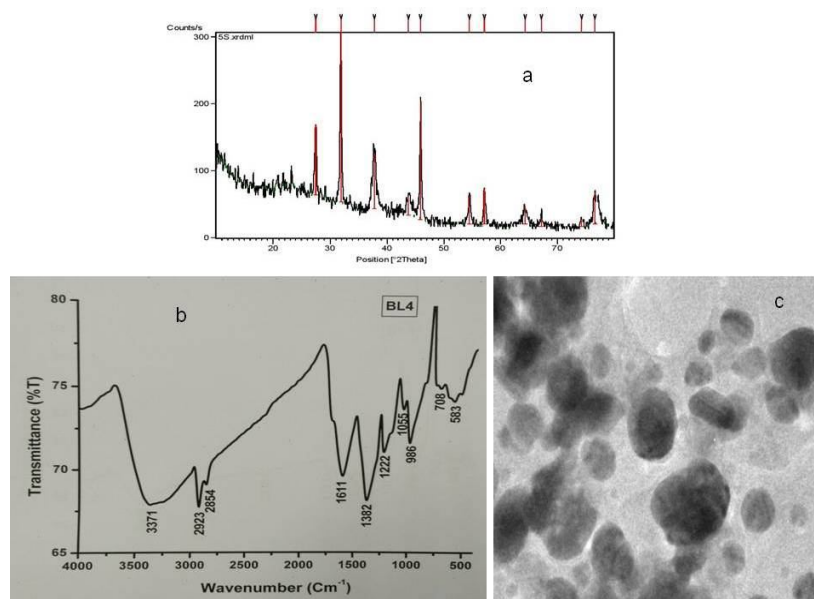 Counts/s
5S.xrdml
a
300
200
100
0
20 30 40 50 60 70
Position [°2Theta]
b
BL4
80
75
70
65
Transmittance (%T)
3371
2923
2854
1611
1382
1222
1055
986
708
583
4000 3500 3000 2500 2000 1500 1000 500
Wavenumber (Cm-1)
c